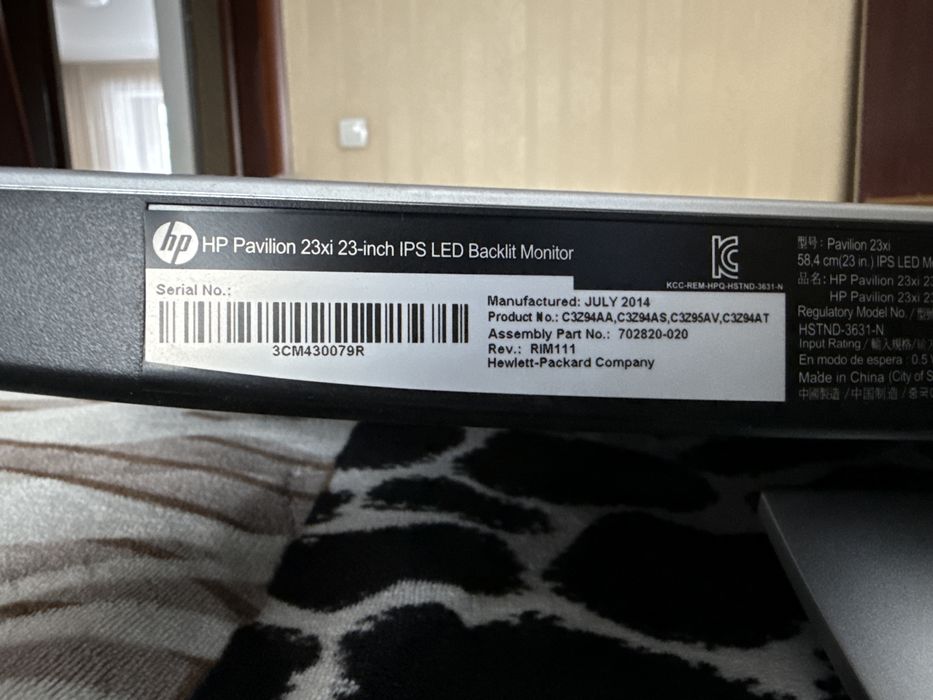 hp HP Pavilion 23xi 23-inch IPS LED Backlit Monitor
KCC-REM-HPQ-HSTND-3631-N
Serial No.:
3CM430079R
Manufactured: JULY 2014
Product No.: C3Z94AA,C3Z94AS,C3Z95AV,C3Z94AT
Assembly Part No.: 702820-020
Rev.: RIM111
Hewlett-Packard Company
型号: Pavilion 23xi
58,4 cm(23 in.) IPS LED
品名: HP Pavilion 23xi
HP Pavilion 23xi
Regulatory Model No. /
HSTND-3631-N
Input Rating / 輸入規格/
En modo de espera : 0.5
Made in China (City of
中國製造 / 中国制造 /